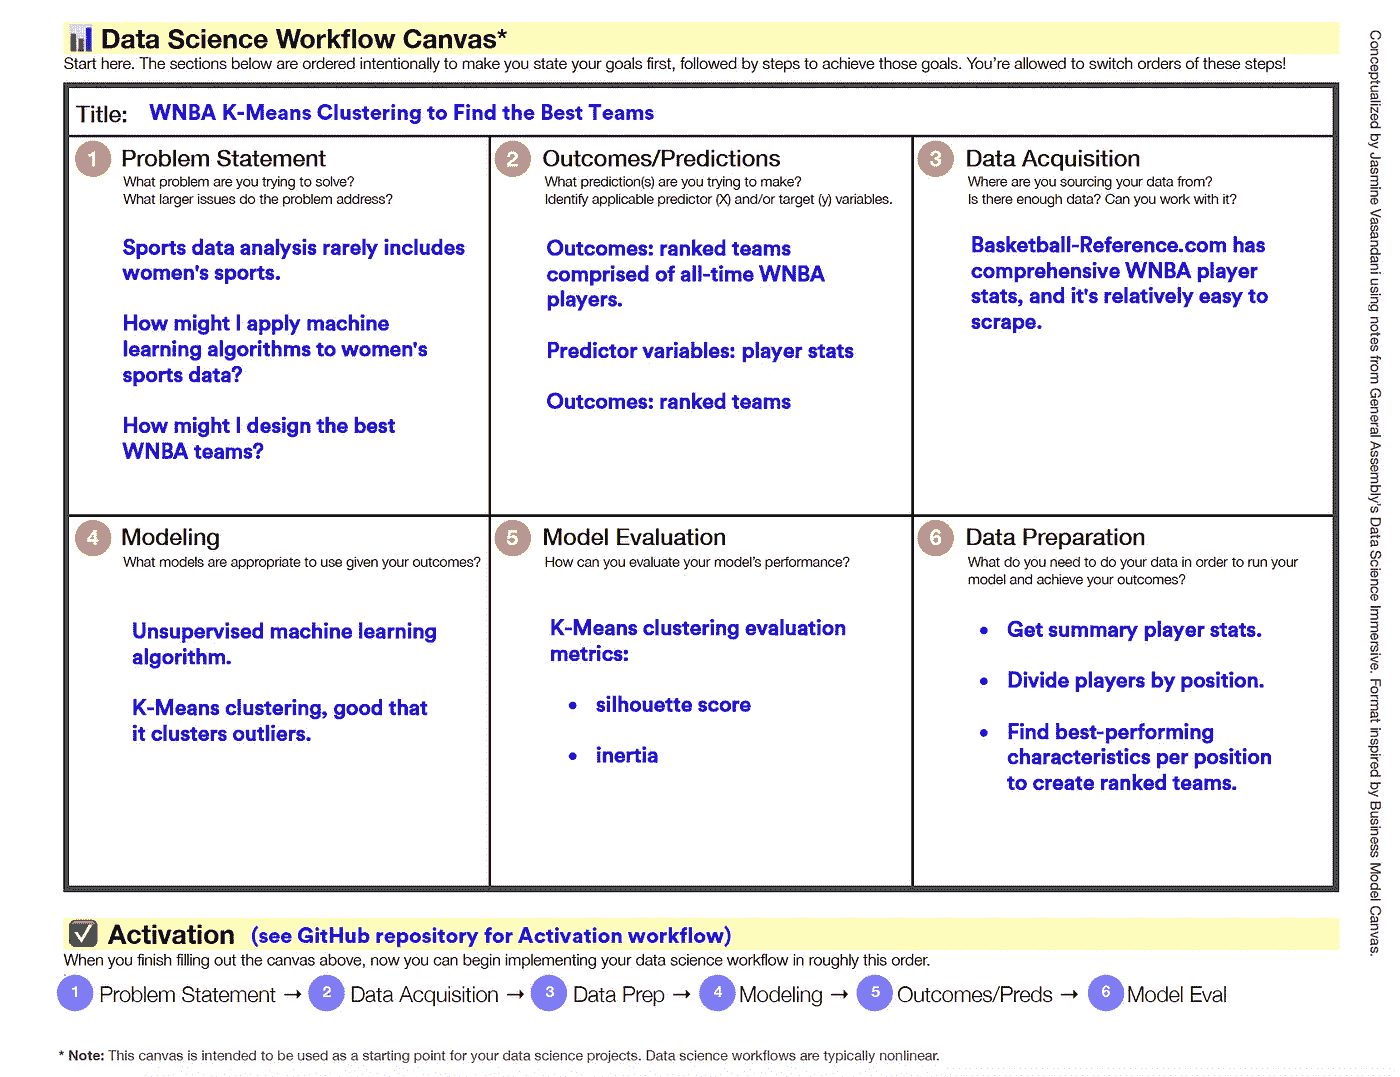 Data Science Workflow Canvas*
Start here. The sections below are ordered intentionally to make you state your goals first, followed by steps to achieve those goals. You're allowed to switch orders of these steps!
Title: WNBA K-Means Clustering to Find the Best Teams
1 Problem Statement
What problem are you trying to solve?
What larger issues do the problem address?
Sports data analysis rarely includes
women's sports.
How might I apply machine
learning algorithms to women's
sports data?
How might I design the best
WNBA teams?
2 Outcomes/Predictions
What prediction(s) are you trying to make?
Identify applicable predictor (X) and/or target (y) variables.
Outcomes: ranked teams
comprised of all-time WNBA
players.
Predictor variables: player stats
Outcomes: ranked teams
3 Data Acquisition
Where are you sourcing your data from?
Is there enough data? Can you work with it?
Basketball-Reference.com has
comprehensive WNBA player
stats, and it's relatively easy to
scrape.
4 Modeling
What models are appropriate to use given your outcomes?
Unsupervised machine learning
algorithm.
K-Means clustering, good that
it clusters outliers.
5 Model Evaluation
How can you evaluate your model's performance?
K-Means clustering evaluation
metrics:
• silhouette score
• inertia
6 Data Preparation
What do you need to do your data in order to run your
model and achieve your outcomes?
• Get summary player stats.
• Divide players by position.
• Find best-performing
characteristics per position
to create ranked teams.
Activation (see GitHub repository for Activation workflow)
When you finish filling out the canvas above, now you can begin implementing your data science workflow in roughly this order.
1 Problem Statement → 2 Data Acquisition → 3 Data Prep → 4 Modeling → 5 Outcomes/Preds → 6 Model Eval
* Note: This canvas is intended to be used as a starting point for your data science projects. Data science workflows are typically nonlinear.
Conceptualized by Jasmine Vasandani using notes from General Assembly's Data Science Immersive. Format inspired by Business Model Canvas.